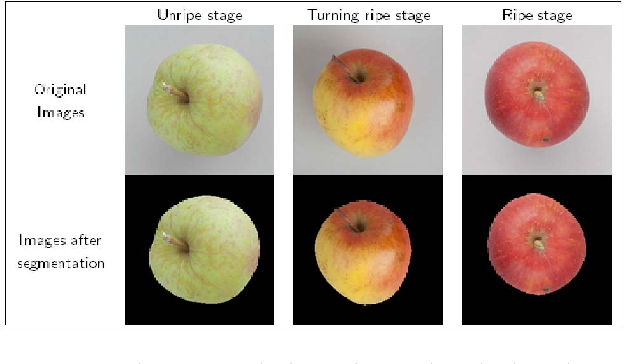 Unripe stage
Turning ripe stage
Ripe stage
Original
Images
Images after
segmentation